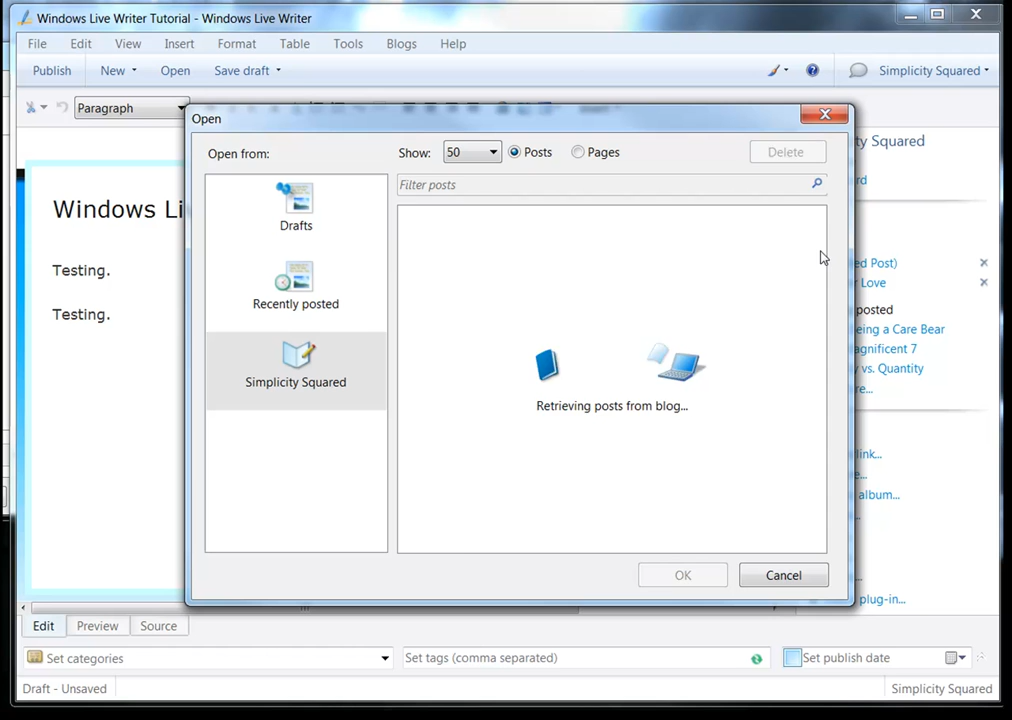 Windows Live Writer Tutorial - Windows Live Writer
File Edit View Insert Format Table Tools Blogs Help
Publish New Open Save draft Simplicity Squared
Paragraph
Open
Open from: Show: 50 Posts Pages Delete
Filter posts
Drafts
Recently posted
Simplicity Squared
Retrieving posts from blog...
OK Cancel
Windows Li
Testing.
Testing.
ty Squared
rd
ed Post)
Love
posted
eing a Care Bear
agnificent 7
vs. Quantity
re...
link...
e...
album...
plug-in...
Edit Preview Source
Set categories Set tags (comma separated) Set publish date
Draft - Unsaved Simplicity Squared